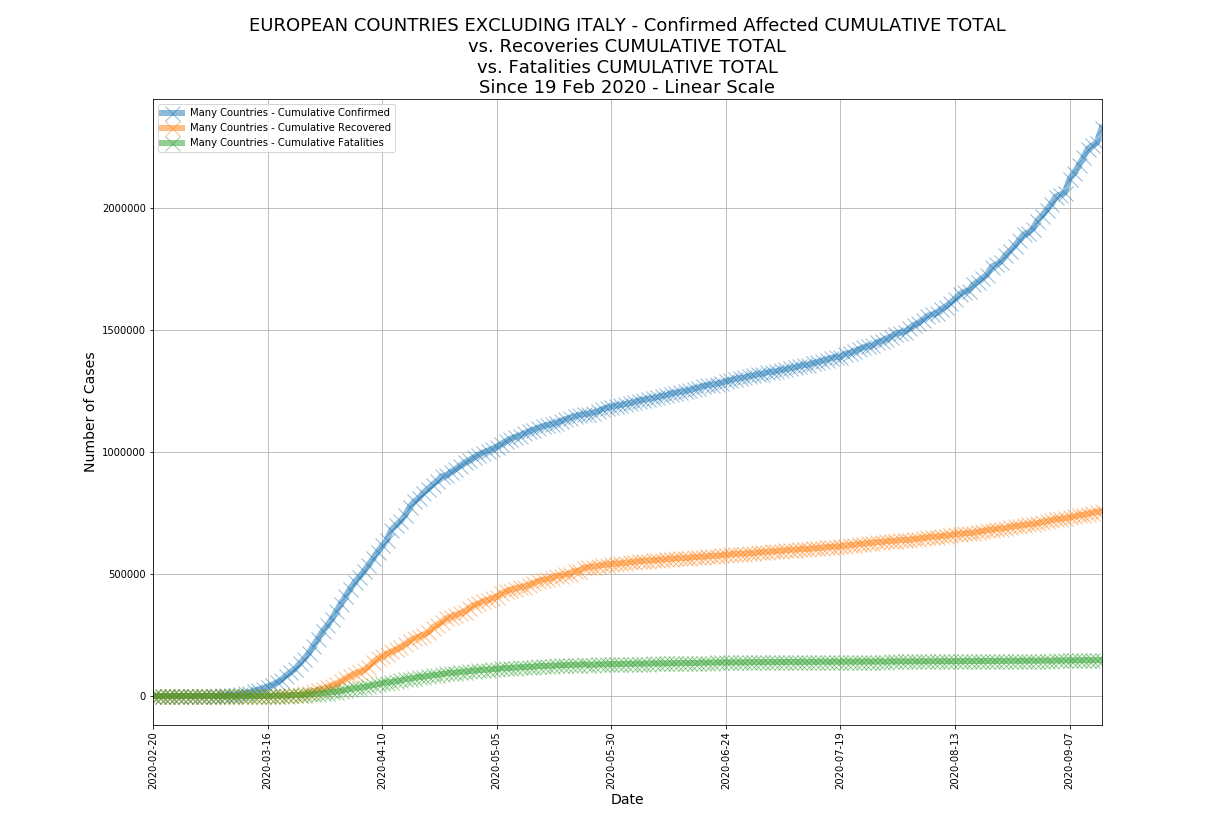 EUROPEAN COUNTRIES EXCLUDING ITALY - Confirmed Affected CUMULATIVE TOTAL
vs. Recoveries CUMULATIVE TOTAL
vs. Fatalities CUMULATIVE TOTAL
Since 19 Feb 2020 - Linear Scale
Many Countries - Cumulative Confirmed
Many Countries - Cumulative Recovered
Many Countries - Cumulative Fatalities
Number of Cases
2000000
1500000
1000000
500000
0
2020-02-20
2020-03-16
2020-04-10
2020-05-05
2020-05-30
2020-06-24
2020-07-19
2020-08-13
2020-09-07
Date